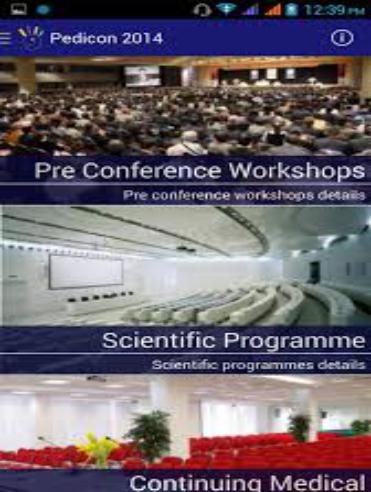 12:39 PM
Pedicon 2014
Pre Conference Workshops
Pre conference workshops details
Scientific Programme
Scientific programmes details
Continuing Medical